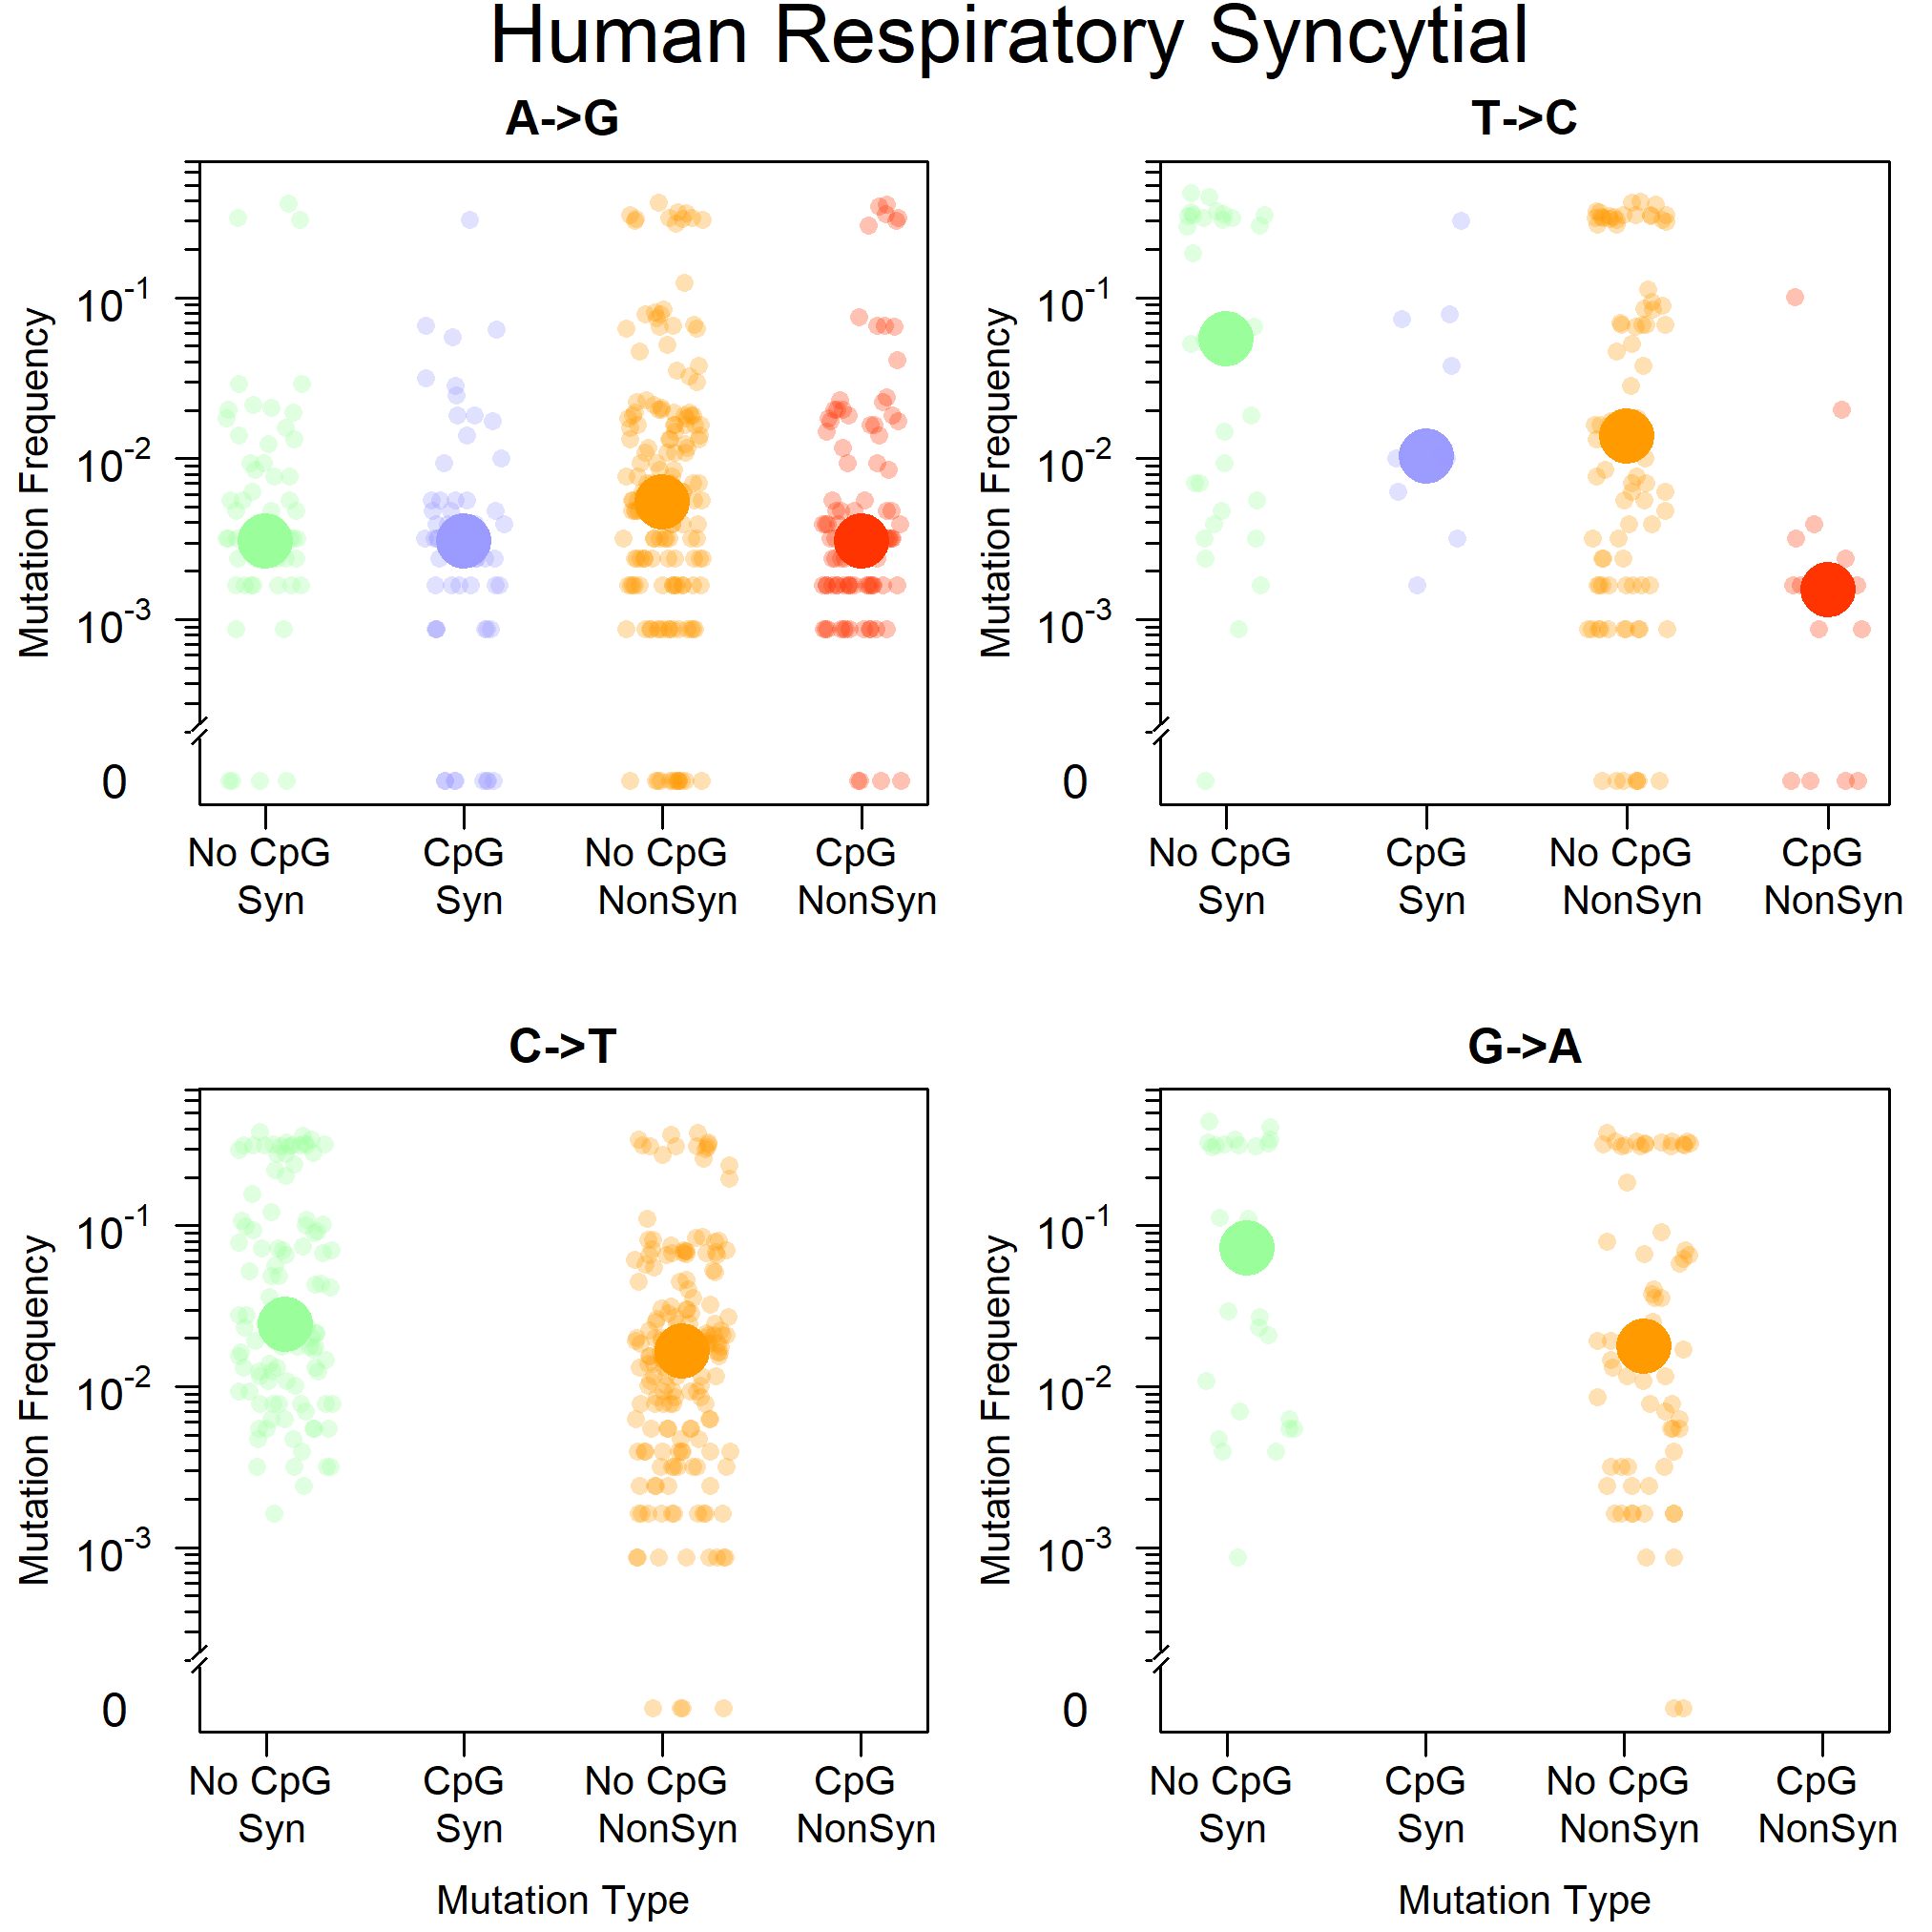 Human Respiratory Syncytial
A->G
T->C
Mutation Frequency
10-1
10-2
10-3
0
No CpG CpG No CpG CpG
Syn Syn NonSyn NonSyn
Mutation Frequency
10-1
10-2
10-3
0
No CpG CpG No CpG CpG
Syn Syn NonSyn NonSyn
C->T
G->A
Mutation Frequency
10-1
10-2
10-3
0
No CpG CpG No CpG CpG
Syn Syn NonSyn NonSyn
Mutation Type
Mutation Frequency
10-1
10-2
10-3
0
No CpG CpG No CpG CpG
Syn Syn NonSyn NonSyn
Mutation Type